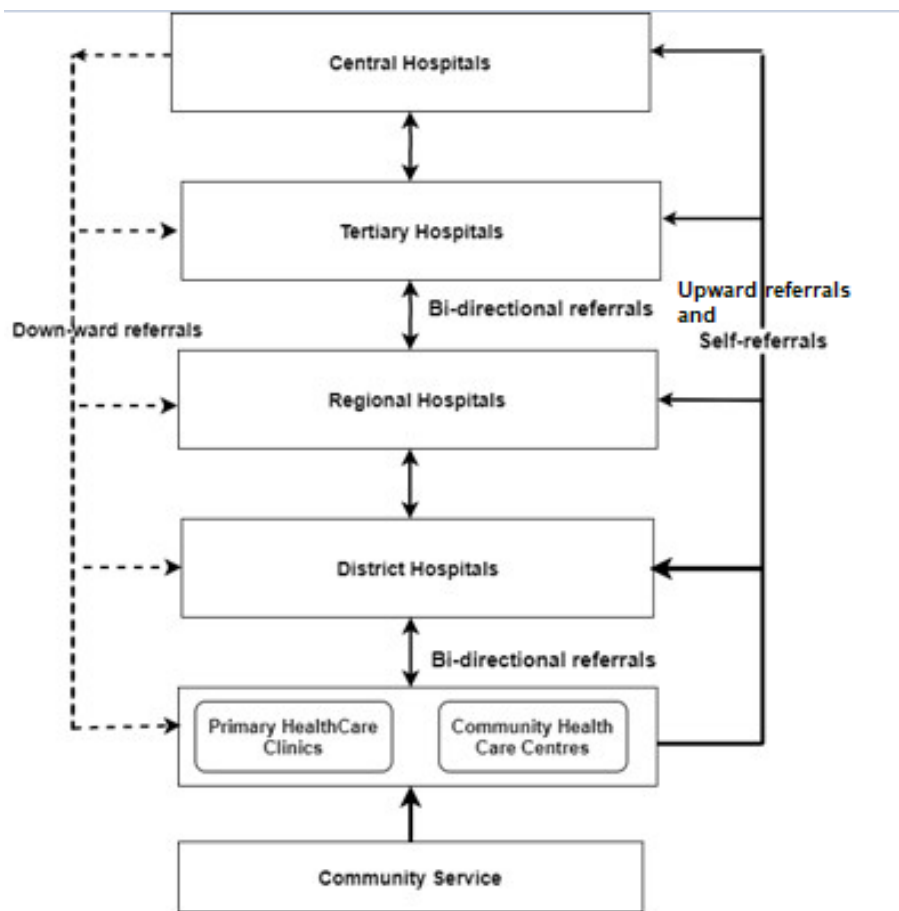 Central Hospitals
Tertiary Hospitals
Bi-directional referrals
Upward referrals
and
Self-referrals
Down-ward referrals
Regional Hospitals
District Hospitals
Bi-directional referrals
Primary HealthCare
Clinics
Community Health
Care Centres
Community Service